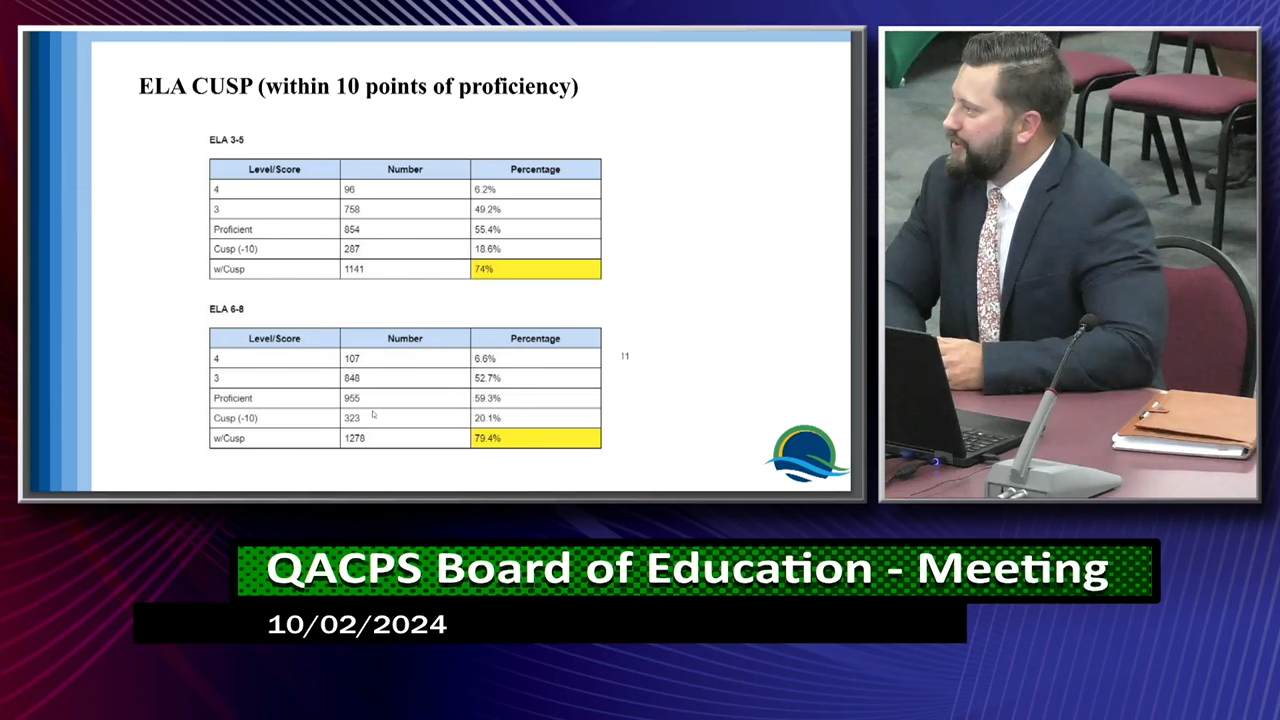 ELA CUSP (within 10 points of proficiency)
ELA 3-5
Level/Score Number Percentage
4 96 6.2%
3 758 49.2%
Proficient 854 55.4%
Cusp (-10) 287 18.6%
w/Cusp 1141 74%
ELA 6-8
Level/Score Number Percentage
4 107 6.6%
3 848 52.7%
Proficient 955 59.3%
Cusp (-10) 323 20.1%
w/Cusp 1278 79.4%
11
QACPS Board of Education - Meeting
10/02/2024